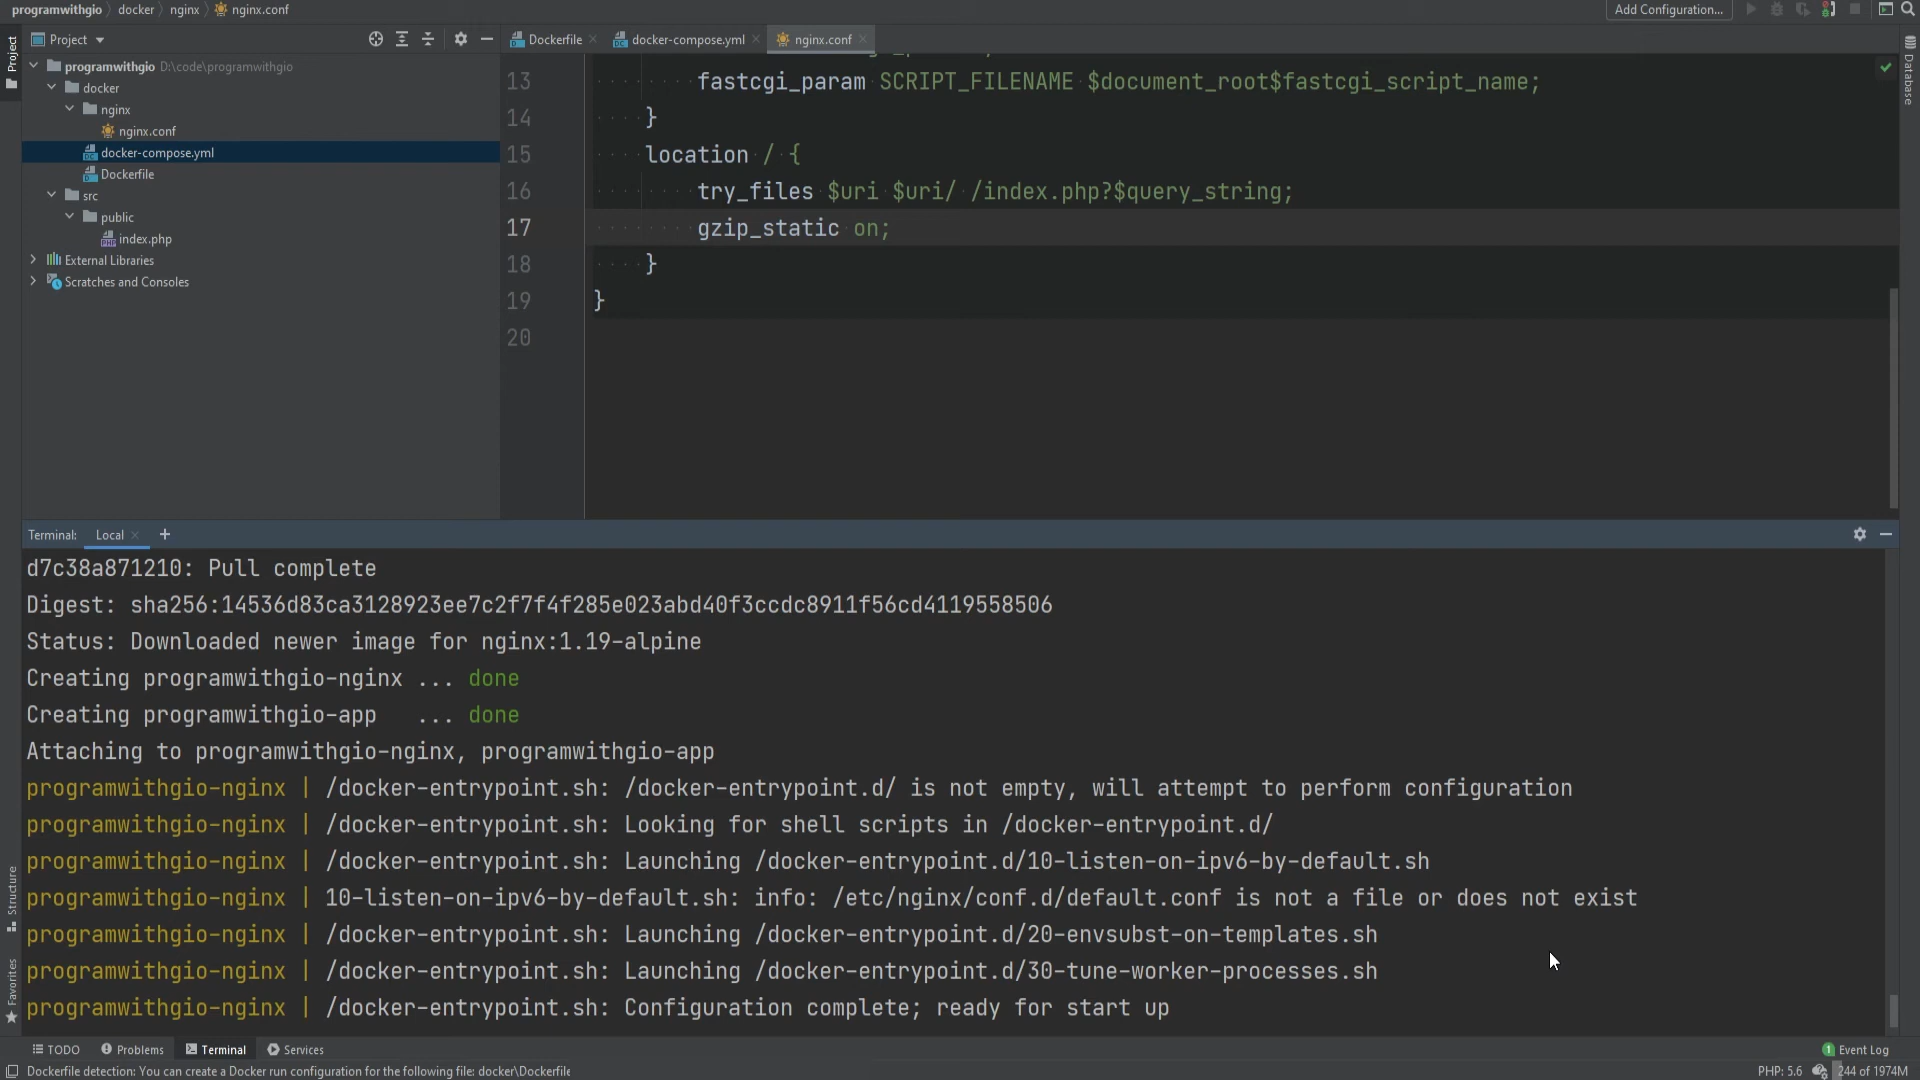 programwithgio docker nginx nginx.conf
Add Configuration...
Project
Dockerfile docker-compose.yml nginx.conf
Project
Database
programwithgio D:\code\programwithgio
docker
nginx
nginx.conf
docker-compose.yml
Dockerfile
src
public
index.php
External Libraries
Scratches and Consoles
13 fastcgi_param SCRIPT_FILENAME $document_root$fastcgi_script_name;
14 }
15 location / {
16 try_files $uri $uri/ /index.php?$query_string;
17 gzip_static on;
18 }
19 }
20
Terminal: Local +
d7c38a871210: Pull complete
Digest: sha256:14536d83ca3128923ee7c2f7f4f285e023abd40f3ccdc8911f56cd4119558506
Status: Downloaded newer image for nginx:1.19-alpine
Creating programwithgio-nginx ... done
Creating programwithgio-app ... done
Attaching to programwithgio-nginx, programwithgio-app
programwithgio-nginx | /docker-entrypoint.sh: /docker-entrypoint.d/ is not empty, will attempt to perform configuration
programwithgio-nginx | /docker-entrypoint.sh: Looking for shell scripts in /docker-entrypoint.d/
programwithgio-nginx | /docker-entrypoint.sh: Launching /docker-entrypoint.d/10-listen-on-ipv6-by-default.sh
programwithgio-nginx | 10-listen-on-ipv6-by-default.sh: info: /etc/nginx/conf.d/default.conf is not a file or does not exist
programwithgio-nginx | /docker-entrypoint.sh: Launching /docker-entrypoint.d/20-envsubst-on-templates.sh
programwithgio-nginx | /docker-entrypoint.sh: Launching /docker-entrypoint.d/30-tune-worker-processes.sh
programwithgio-nginx | /docker-entrypoint.sh: Configuration complete; ready for start up
Structure
Favorites
TODO Problems Terminal Services
1 Event Log
Dockerfile detection: You can create a Docker run configuration for the following file: docker\Dockerfile
PHP: 5.6 244 of 1974M